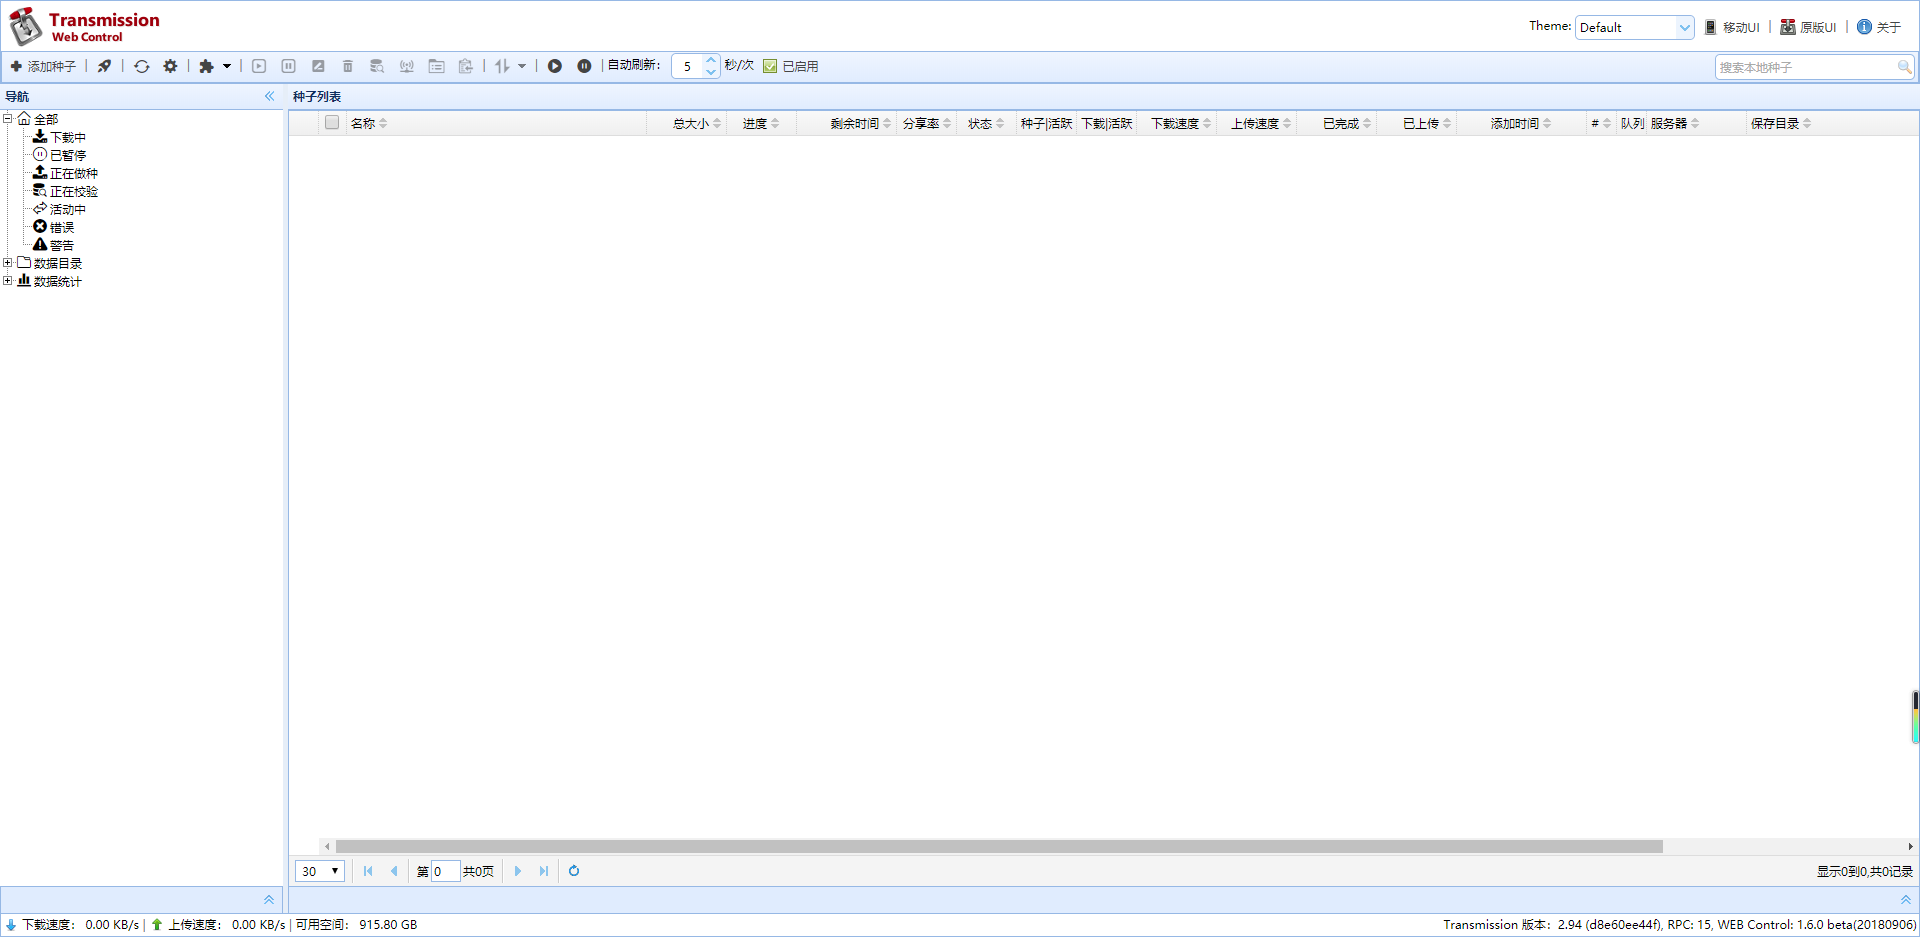 Transmission
Web Control
Theme: Default 移动UI | 原版UI | 关于
添加种子 | | | | | | 自动刷新: 5 秒/次 已启用 搜索本地种子
导航
种子列表
名称 总大小 进度 剩余时间 分享率 状态 种子|活跃 下载|活跃 下载速度 上传速度 已完成 已上传 添加时间 # 队列 服务器 保存目录
全部
下载中
已暂停
正在做种
正在校验
活动中
错误
警告
数据目录
数据统计
30 第 0 共0页 显示0到0,共0记录
下载速度: 0.00 KB/s | 上传速度: 0.00 KB/s | 可用空间: 915.80 GB
Transmission 版本: 2.94 (d8e60ee44f), RPC: 15, WEB Control: 1.6.0 beta(20180906)